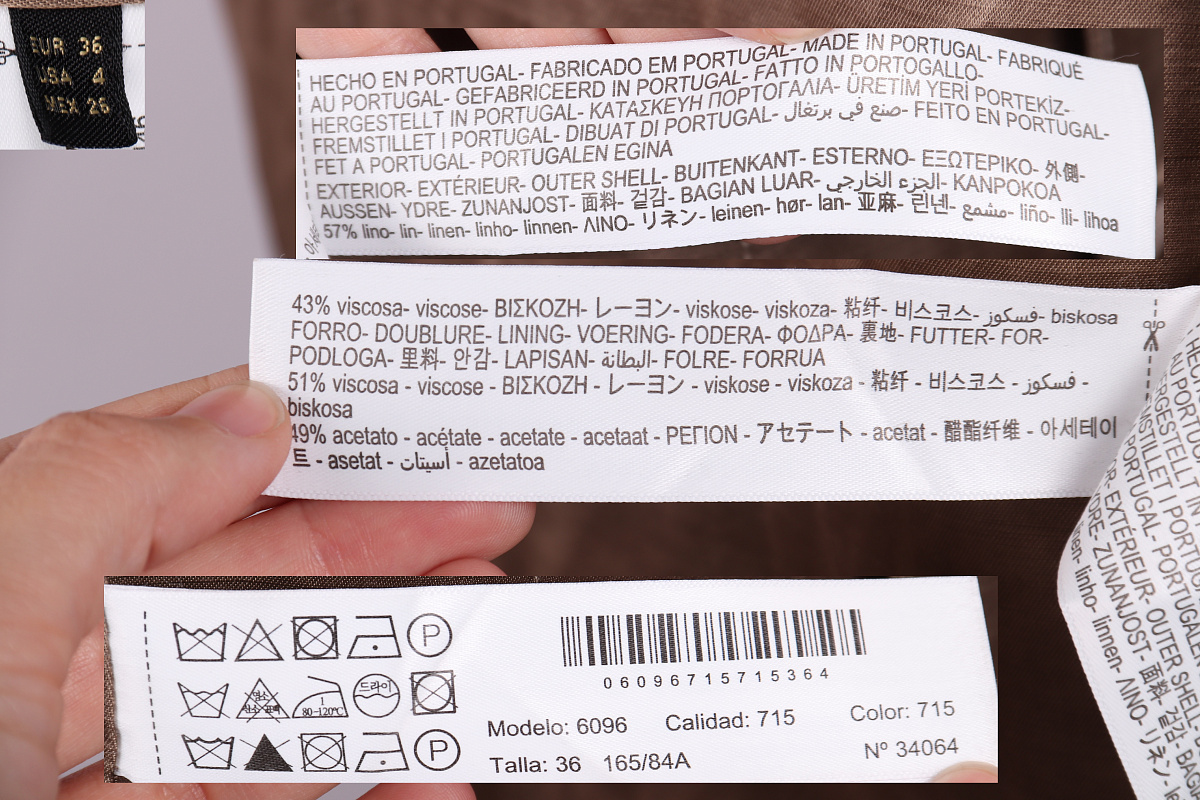 EUR 36
USA 4
MEX 26
HECHO EN PORTUGAL- FABRICADO EM PORTUGAL- MADE IN PORTUGAL- FABRIQUÉ
AU PORTUGAL- GEFABRICEERD IN PORTUGAL- FATTO IN PORTOGALLO-
HERGESTELLT IN PORTUGAL- ΚΑΤΑΣΚΕΥΗ ΠΟΡΤΟΓΑΛΙΑ- ÜRETİM YERİ PORTEKİZ-
FREMSTILLET I PORTUGAL- DIBUAT DI PORTUGAL- صنع في برتغال- FEITO EN PORTUGAL-
FET A PORTUGAL- PORTUGALEN EGINA
EXTERIOR- EXTÉRIEUR- OUTER SHELL- BUITENKANT- ESTERNO- ΕΞΩΤΕΡΙΚΟ- 外側-
AUSSEN- YDRE- ZUNANJOST- 面料- 겉감- BAGIAN LUAR- الجزء الخارجي- KANPOKOA
57% lino- lin- linen- linho- linnen- ΛΙΝΟ- リネン- leinen- hør- lan- 亚麻- 린넨- مشمع- liño- lli- lihoa
43% viscosa- viscose- ΒΙΣΚΟΖΗ- レーヨン- viskose- viskoza- 粘纤- 비스코스- فسكوز- biskosa
FORRO- DOUBLURE- LINING- VOERING- FODERA- ΦΟΔΡΑ- 裏地- FUTTER- FOR-
PODLOGA- 里料- 안감- LAPISAN- البطانة- FOLRE- FORRUA
51% viscosa - viscose - ΒΙΣΚΟΖΗ - レーヨン - viskose - viskoza - 粘纤 - 비스코스 - فسكوز -
biskosa
49% acetato - acétate - acetate - acetaat - ΡΕΓΙΟΝ - アセテート - acetat - 醋酯纤维 - 아세테이
트 - asetat - أسيتات - azetatoa
P
드라이
염소
80-120℃
P
06096715715364
Modelo: 6096 Calidad: 715 Color: 715
Talla: 36 165/84A Nº 34064